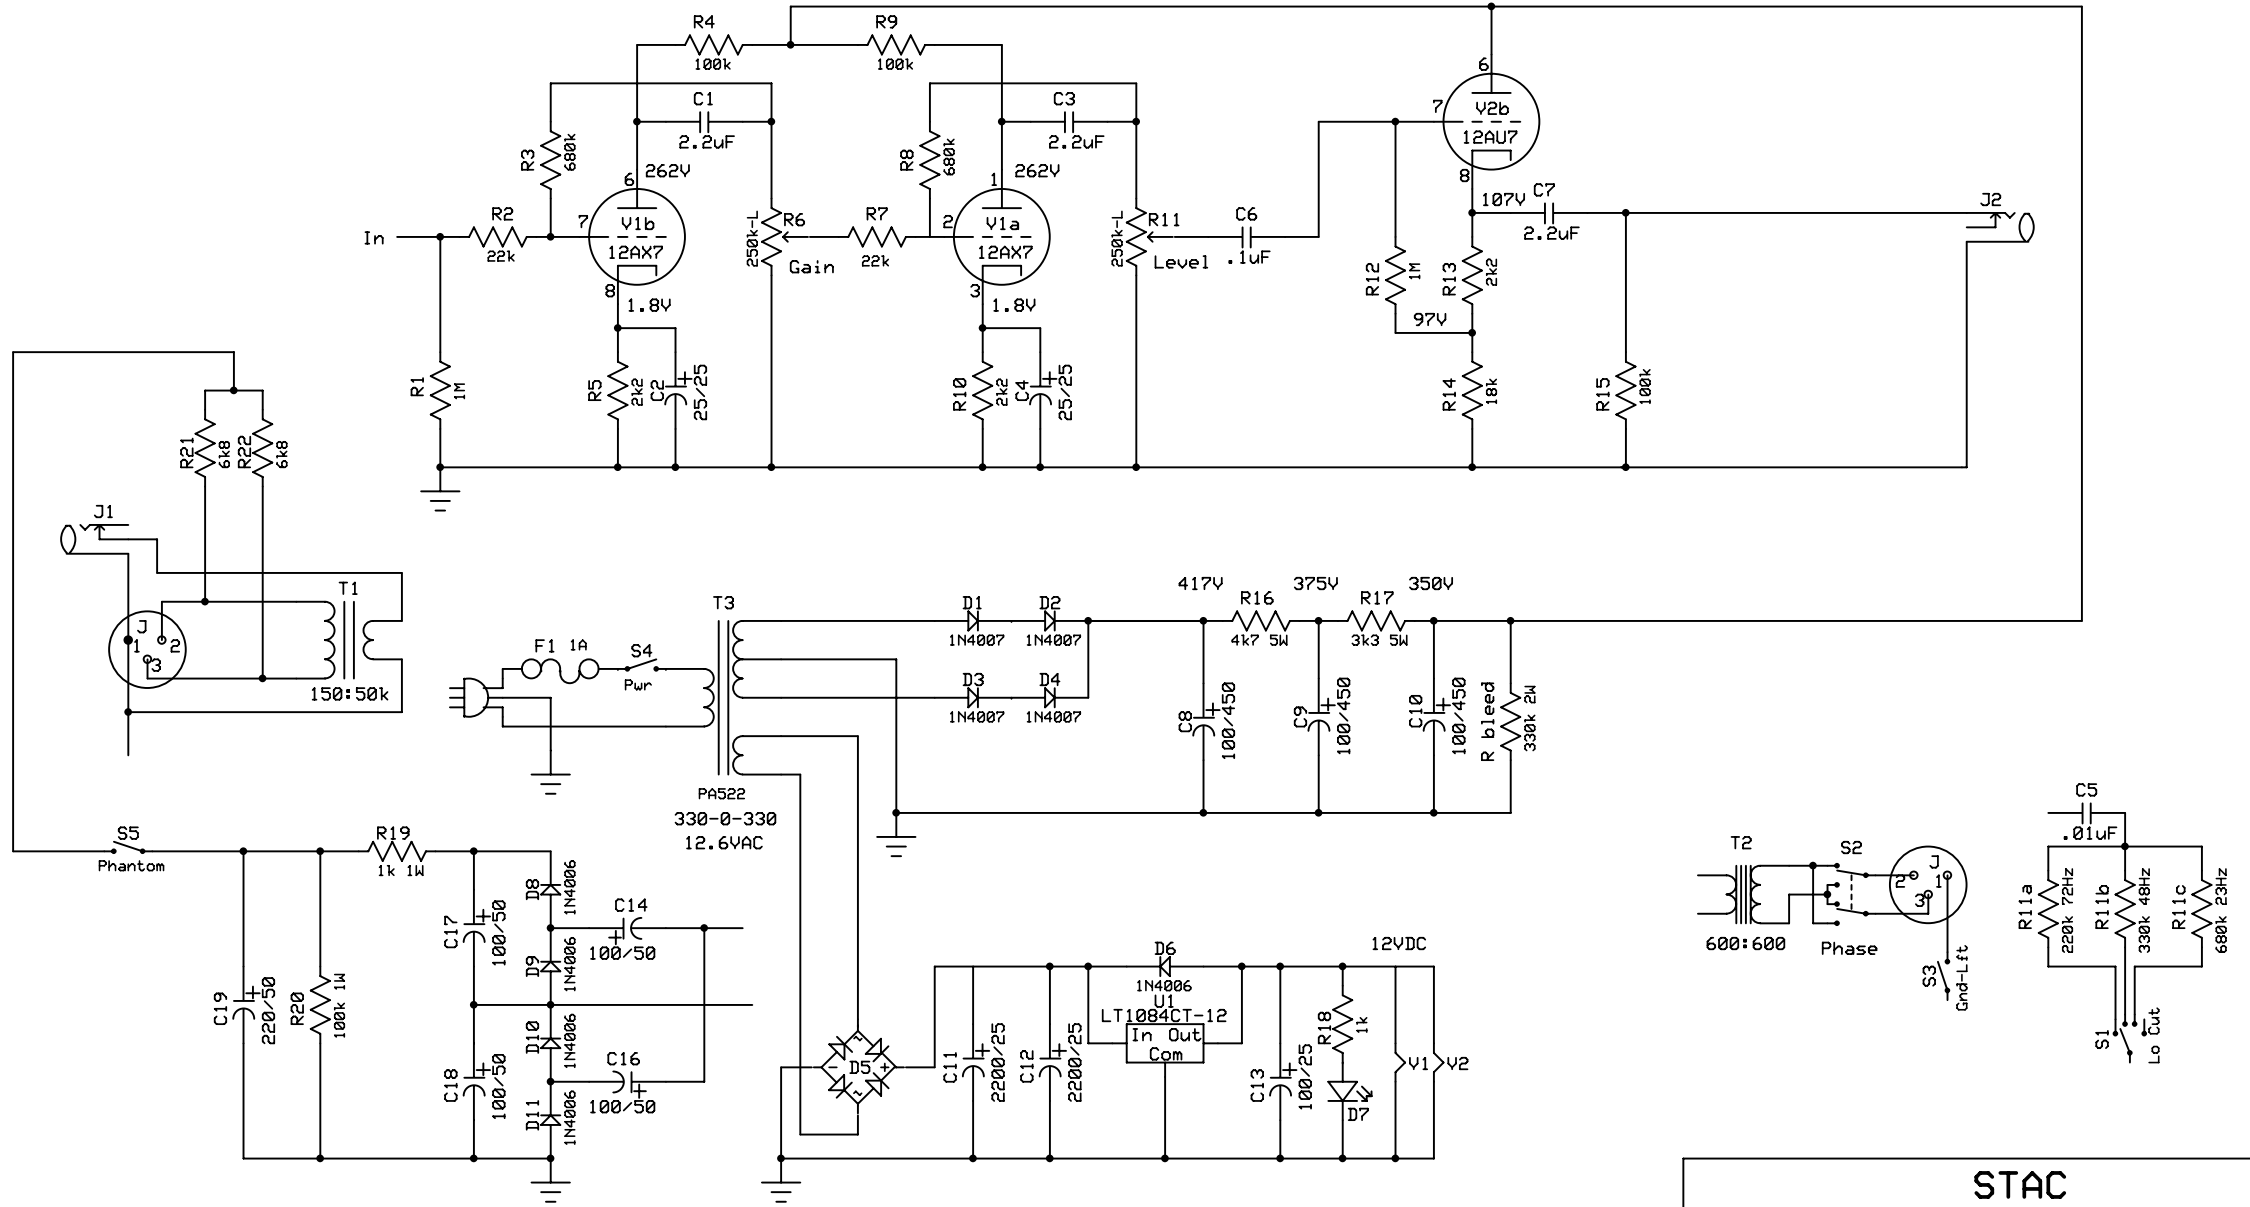 R4
100k
R9
100k
C1
2.2uF
C3
2.2uF
R3
680k
R8
680k
6
262V
1
262V
In
R2
22k
7
V1b
12AX7
8
1.8V
R6
250k-L
Gain
R7
22k
2
V1a
12AX7
3
1.8V
R11
250k-L
Level
C6
.1uF
6
7
V2b
12AU7
8
107V
C7
2.2uF
J2
R12
1M
R13
2k2
97V
R1
1M
R5
2k2
C2
+
25/25
R10
2k2
C4
+
25/25
R14
18k
R15
100k
R21
6k8
R22
6k8
J1
T1
J
1
2
3
150:50k
F1 1A
S4
Pwr
T3
PA522
330-0-330
12.6VAC
D1
1N4007
D2
1N4007
D3
1N4007
D4
1N4007
417V
R16
4k7 5W
375V
R17
3k3 5W
350V
C8
+
100/450
C9
+
100/450
C10
+
100/450
R bleed
330k 2W
S5
Phantom
R19
1k 1W
C19
+
220/50
R20
100k 1W
C17
+
100/50
C18
+
100/50
D8
1N4006
D9
1N4006
D10
1N4006
D11
1N4006
C14
+
100/50
C16
+
100/50
~
- D5 +
~
C11
+
2200/25
C12
+
2200/25
D6
1N4006
U1
LT1084CT-12
In Out
Com
C13
+
100/25
R18
1k
D7
12VDC
V1
V2
T2
600:600
S2
Phase
J
2
1
3
S3
Gnd-Lft
C5
.01uF
R11a
220k 72Hz
R11b
330k 48Hz
R11c
680k 23Hz
S1
Lo Cut
STAC